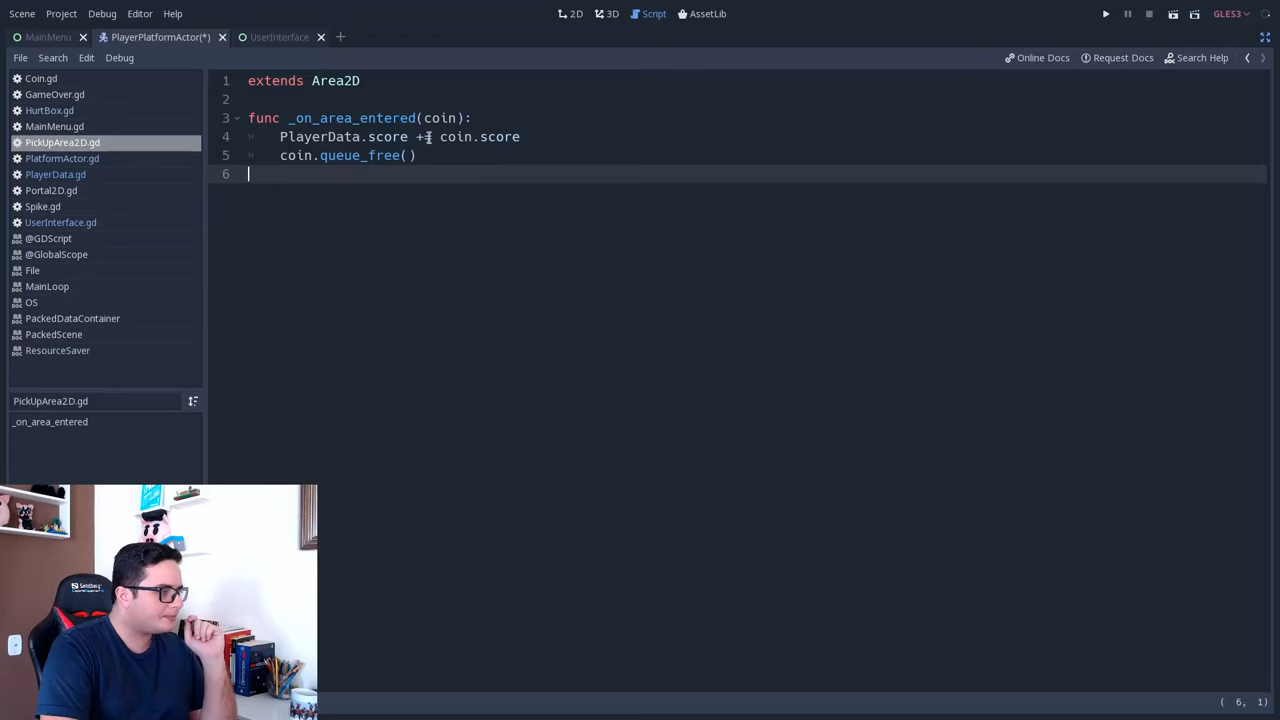 Scene Project Debug Editor Help 2D 3D Script AssetLib GLES3
MainMenu PlayerPlatformActor(*) UserInterface
File Search Edit Debug Online Docs Request Docs Search Help
Coin.gd
GameOver.gd
HurtBox.gd
MainMenu.gd
PickUpArea2D.gd
PlatformActor.gd
PlayerData.gd
Portal2D.gd
Spike.gd
UserInterface.gd
@GDScript
@GlobalScope
File
MainLoop
OS
PackedDataContainer
PackedScene
ResourceSaver
PickUpArea2D.gd
_on_area_entered
1 extends Area2D
2
3 func _on_area_entered(coin):
4 PlayerData.score += coin.score
5 coin.queue_free()
6
( 6, 1)